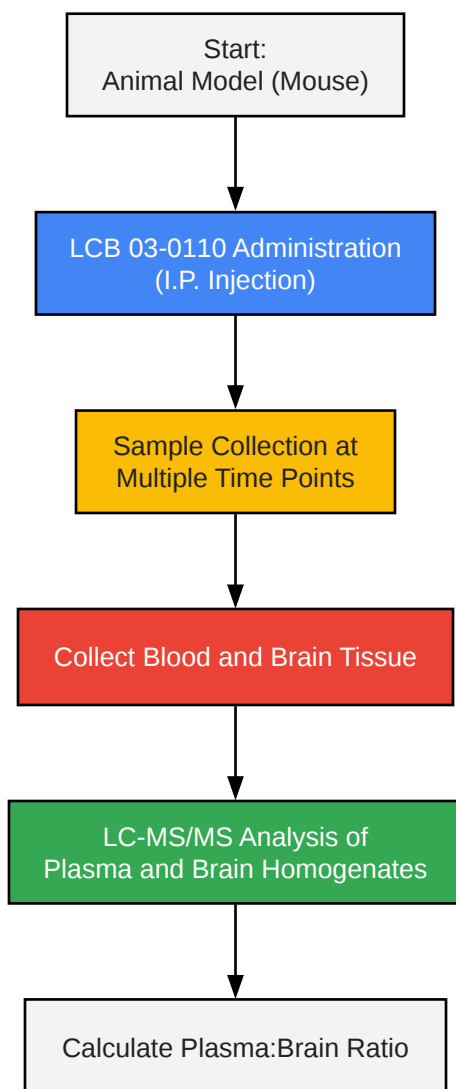 Start:
Animal Model (Mouse)
LCB 03-0110 Administration
(I.P. Injection)
Sample Collection at
Multiple Time Points
Collect Blood and Brain Tissue
LC-MS/MS Analysis of
Plasma and Brain Homogenates
Calculate Plasma:Brain Ratio